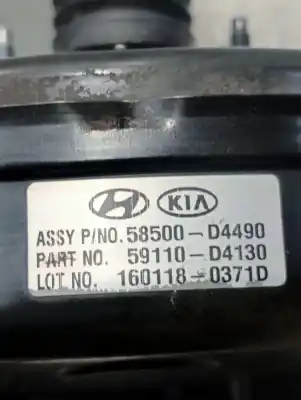 KIA
ASSY P/NO. 58500-D4490
PART NO. 59110-D4130
LOT NO. 160118-0371D